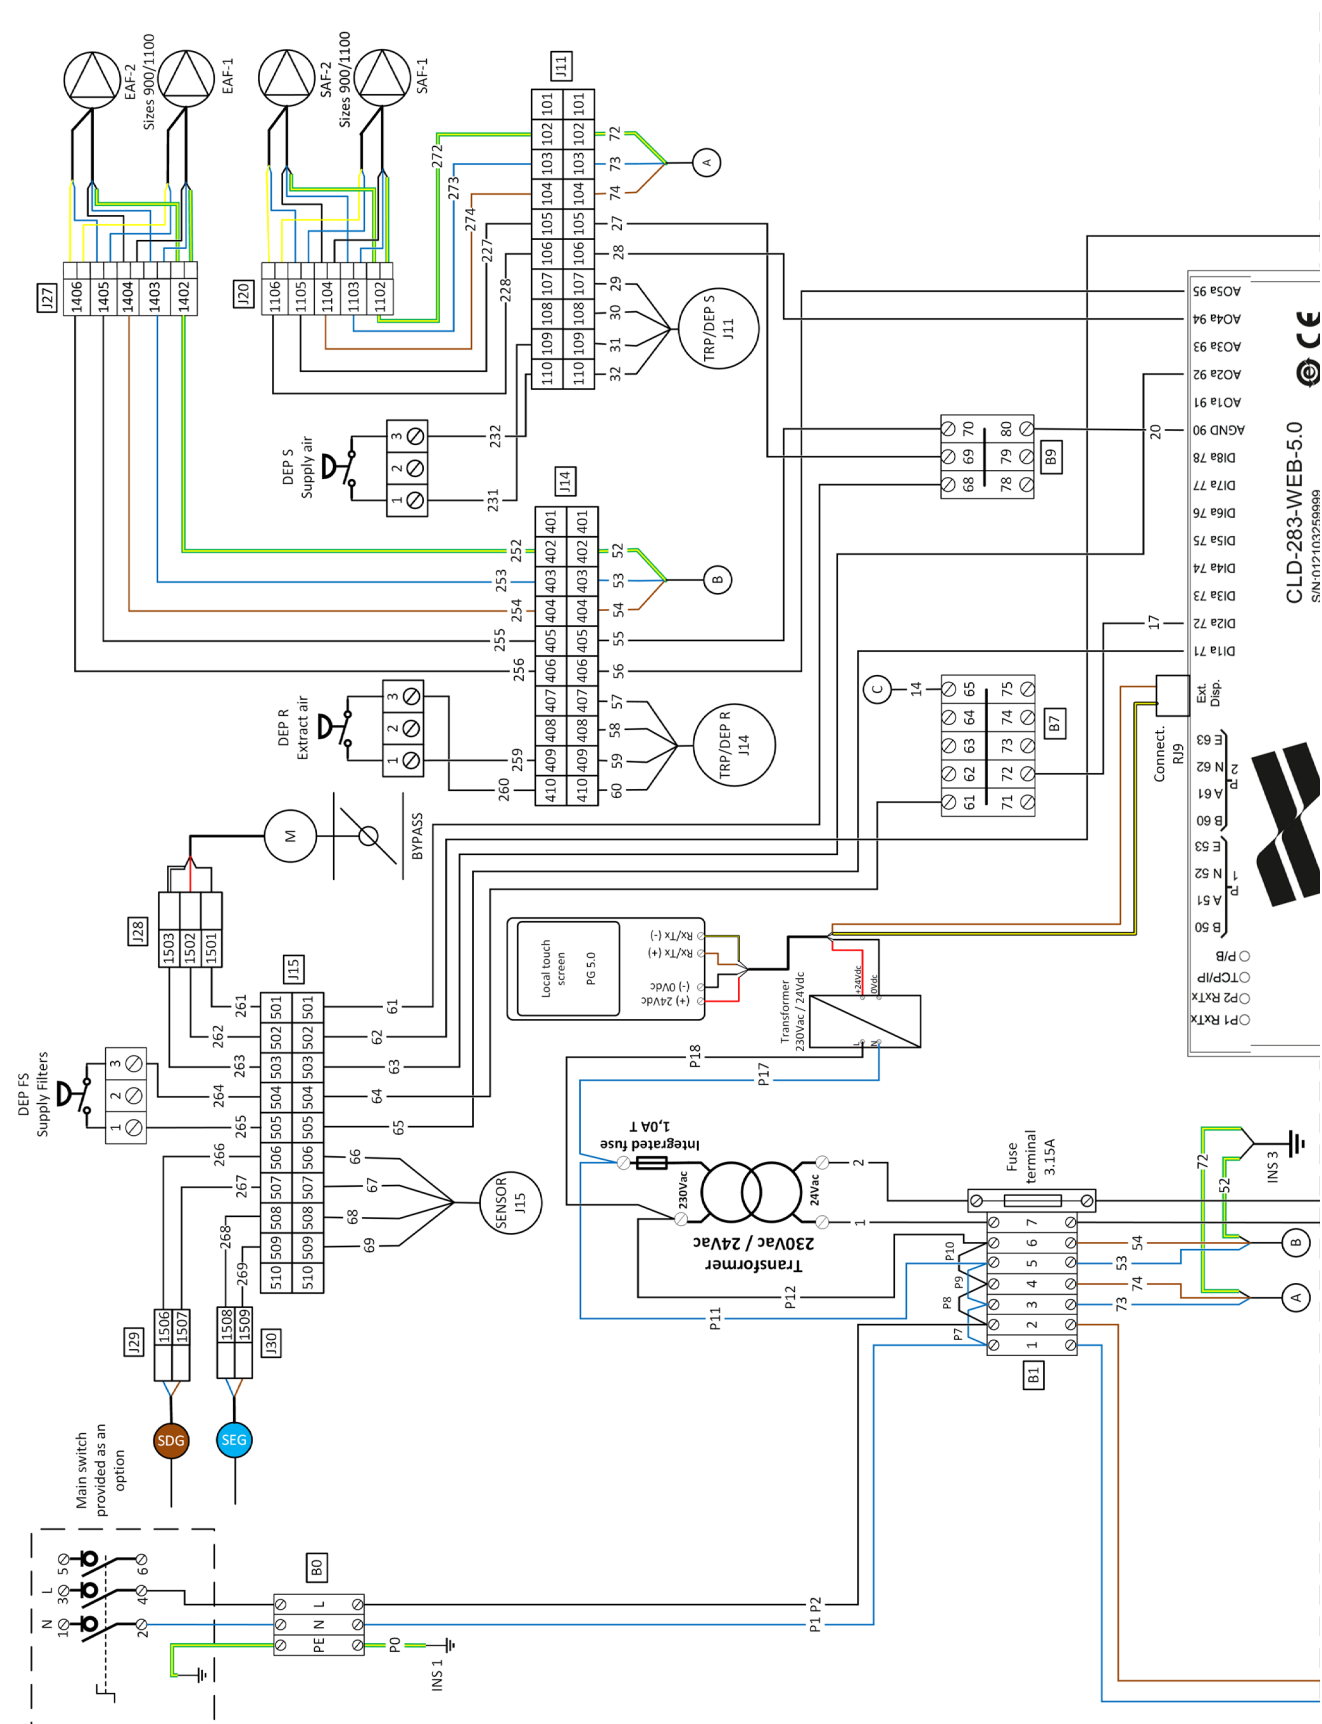 EAF-2
Sizes 900/1100
EAF-1
SAF-2
Sizes 900/1100
SAF-1
J27
1406
1405
1404
1403
1402
J20
1106
1105
1104
1103
1102
J11
101 101
102 102
103 103
104 104
105 105
106 106
107 107
108 108
109 109
110 110
272
273
274
227
228
72
73
74
27
28
29
30
31
32
A
TRP/DEP S
J11
DEP S
Supply air
3
2
1
232
231
J14
401 401
402 402
403 403
404 404
405 405
406 406
407 407
408 408
409 409
410 410
252
253
254
255
256
259
260
52
53
54
55
56
57
58
59
60
B
TRP/DEP R
J14
DEP R
Extract air
3
2
1
M
BYPASS
J28
1503
1502
1501
J15
501 501
502 502
503 503
504 504
505 505
506 506
507 507
508 508
509 509
510 510
261
262
263
264
265
266
267
268
269
61
62
63
64
65
66
67
68
69
SENSOR
J15
DEP FS
Supply Filters
3
2
1
J29
1506
1507
J30
1508
1509
SDG
SEG
Main switch
provided as an
option
N
L
1
3
5
2
4
6
B0
L
N
PE
P0
INS 1
P1
P2
Local touch
screen
PG 5.0
(+) 24Vdc
(-) 0Vdc
Rx/Tx (+)
Rx/Tx (-)
Transformer
230Vac / 24Vdc
+24Vdc
0Vdc
L
N
P18
P17
Integrated fuse
1,0A T
230Vac
24Vac
Transformer
230Vac / 24Vac
2
1
P12
P11
P10
P9
P8
P7
Fuse
terminal
3.15A
7
6
5
4
3
2
1
B1
54
53
74
73
72
52
INS 3
B
A
B9
70 80
69 79
68 78
20
C
14
65 75
64 74
63 73
62 72
61 71
B7
17
Connect.
RJ9
Ext.
Disp.
AO5a 95
AO4a 94
AO3a 93
AO2a 92
AO1a 91
AGND 90
DI8a 78
DI7a 77
DI6a 76
DI5a 75
DI4a 74
DI3a 73
DI2a 72
DI1a 71
E 63
N 62
A 61
B 60
P 2
E 53
N 52
A 51
B 50
P 1
P/B
TCP/IP
P2 RxTx
P1 RxTx
CLD-283-WEB-5.0
S/N:0121103259999
CE